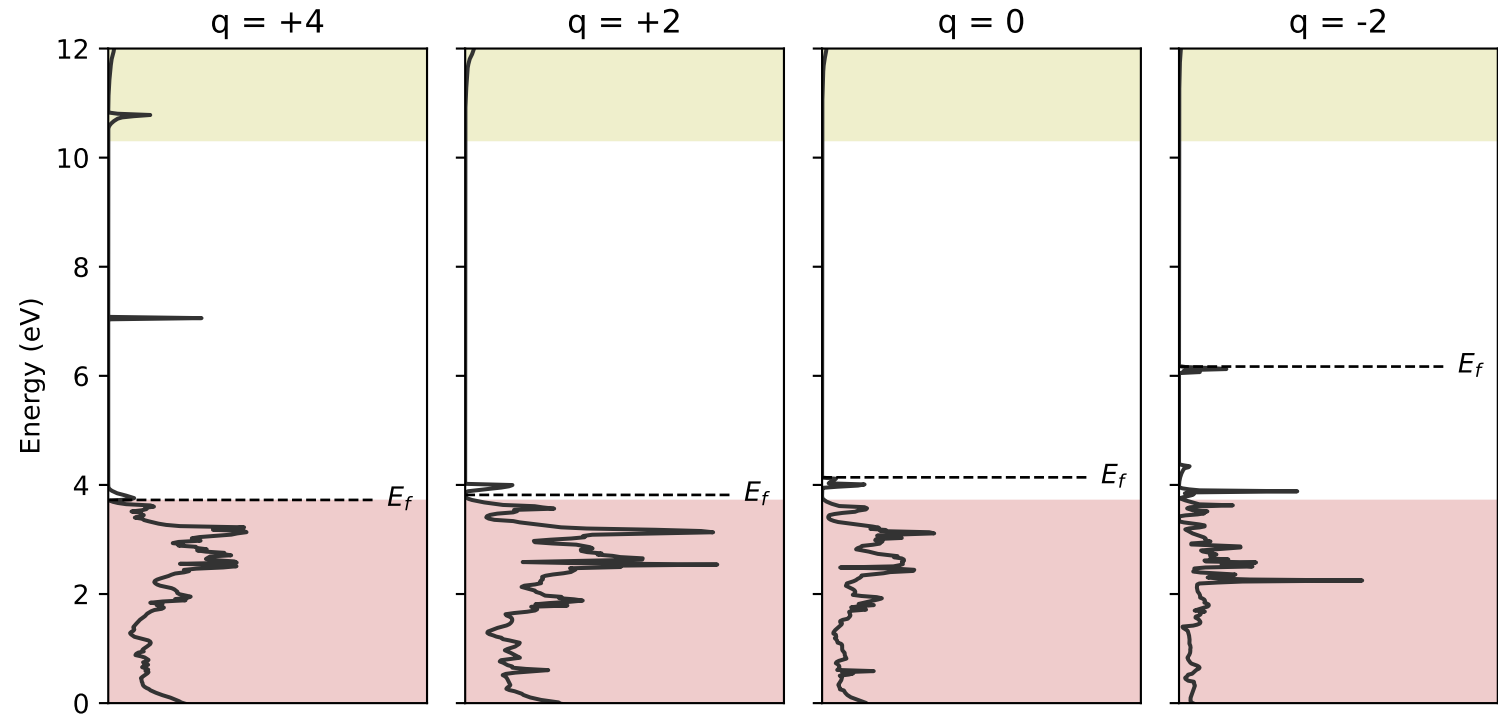 q = +4
q = +2
q = 0
q = -2
Energy (eV)
12
10
8
6
4
2
0
E_f
E_f
E_f
E_f